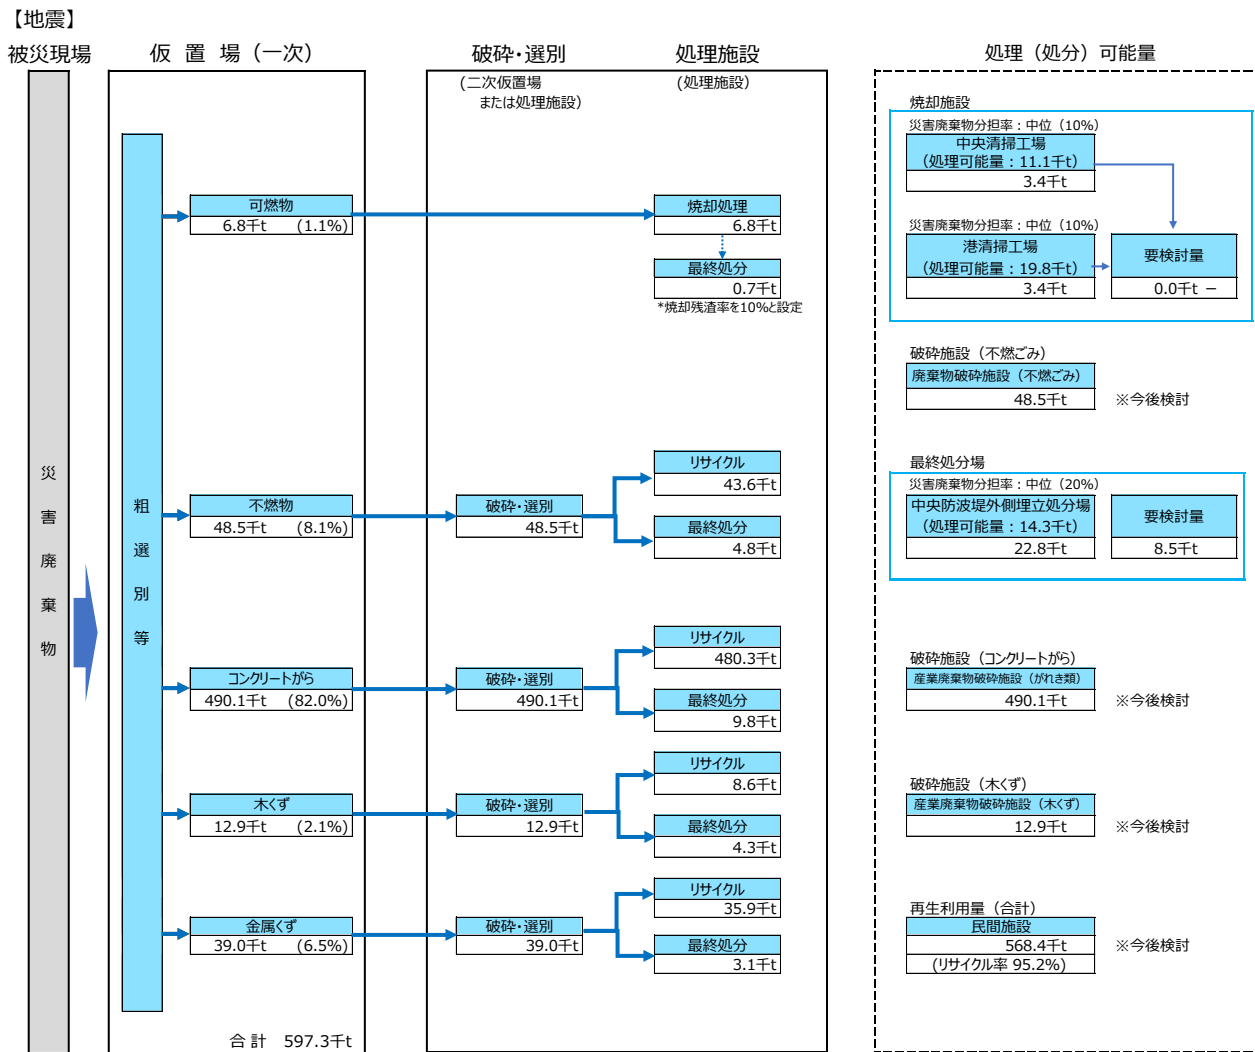 【地震】
被災現場
仮 置 場（一次）
破砕・選別
処理施設
処理（処分）可能量
(二次仮置場
または処理施設)
(処理施設)
災
害
廃
棄
物
粗
選
別
等
可燃物
6.8千t (1.1%)
焼却処理
6.8千t
最終処分
0.7千t
*焼却残渣率を10%と設定
不燃物
48.5千t (8.1%)
破砕・選別
48.5千t
リサイクル
43.6千t
最終処分
4.8千t
コンクリートがら
490.1千t (82.0%)
破砕・選別
490.1千t
リサイクル
480.3千t
最終処分
9.8千t
木くず
12.9千t (2.1%)
破砕・選別
12.9千t
リサイクル
8.6千t
最終処分
4.3千t
金属くず
39.0千t (6.5%)
破砕・選別
39.0千t
リサイクル
35.9千t
最終処分
3.1千t
合 計 597.3千t
焼却施設
災害廃棄物分担率：中位（10%）
中央清掃工場
（処理可能量：11.1千t）
3.4千t
災害廃棄物分担率：中位（10%）
港清掃工場
（処理可能量：19.8千t）
3.4千t
要検討量
0.0千t －
破砕施設（不燃ごみ）
廃棄物破砕施設（不燃ごみ）
48.5千t ※今後検討
最終処分場
災害廃棄物分担率：中位（20%）
中央防波堤外側埋立処分場
（処理可能量：14.3千t）
22.8千t
要検討量
8.5千t
破砕施設（コンクリートがら）
産業廃棄物破砕施設（がれき類）
490.1千t ※今後検討
破砕施設（木くず）
産業廃棄物破砕施設（木くず）
12.9千t ※今後検討
再生利用量（合計）
民間施設
568.4千t ※今後検討
(リサイクル率 95.2%)